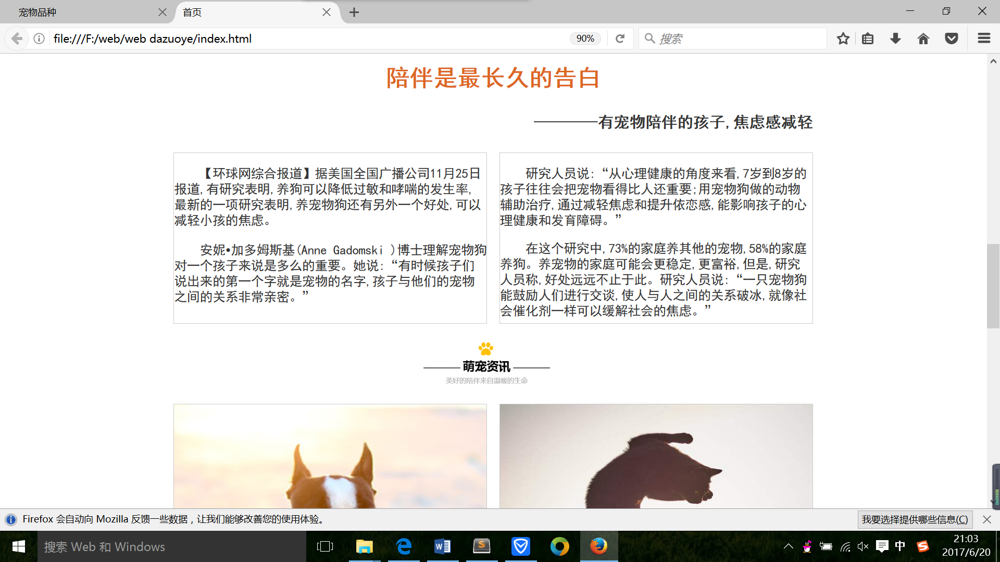 宠物品种
首页
file:///F:/web/web dazuoye/index.html
90%
搜索
陪伴是最长久的告白
————有宠物陪伴的孩子,焦虑感减轻
【环球网综合报道】据美国全国广播公司11月25日
报道,有研究表明,养狗可以降低过敏和哮喘的发生率,
最新的一项研究表明,养宠物狗还有另外一个好处,可以
减轻小孩的焦虑。
安妮•加多姆斯基(Anne Gadomski )博士理解宠物狗
对一个孩子来说是多么的重要。她说:“有时候孩子们
说出来的第一个字就是宠物的名字,孩子与他们的宠物
之间的关系非常亲密。”
研究人员说:“从心理健康的角度来看,7岁到8岁的
孩子往往会把宠物看得比人还重要;用宠物狗做的动物
辅助治疗,通过减轻焦虑和提升依恋感,能影响孩子的心
理健康和发育障碍。”
在这个研究中,73%的家庭养其他的宠物,58%的家庭
养狗。养宠物的家庭可能会更稳定,更富裕,但是,研究
人员称,好处远远不止于此。研究人员说:“一只宠物狗
能鼓励人们进行交谈,使人与人之间的关系破冰,就像社
会催化剂一样可以缓解社会的焦虑。”
———— 萌宠资讯 ————
美好的陪伴来自温暖的生命
Firefox 会自动向 Mozilla 反馈一些数据，让我们能够改善您的使用体验。
我要选择提供哪些信息(C)
搜索 Web 和 Windows
中
21:03
2017/6/20